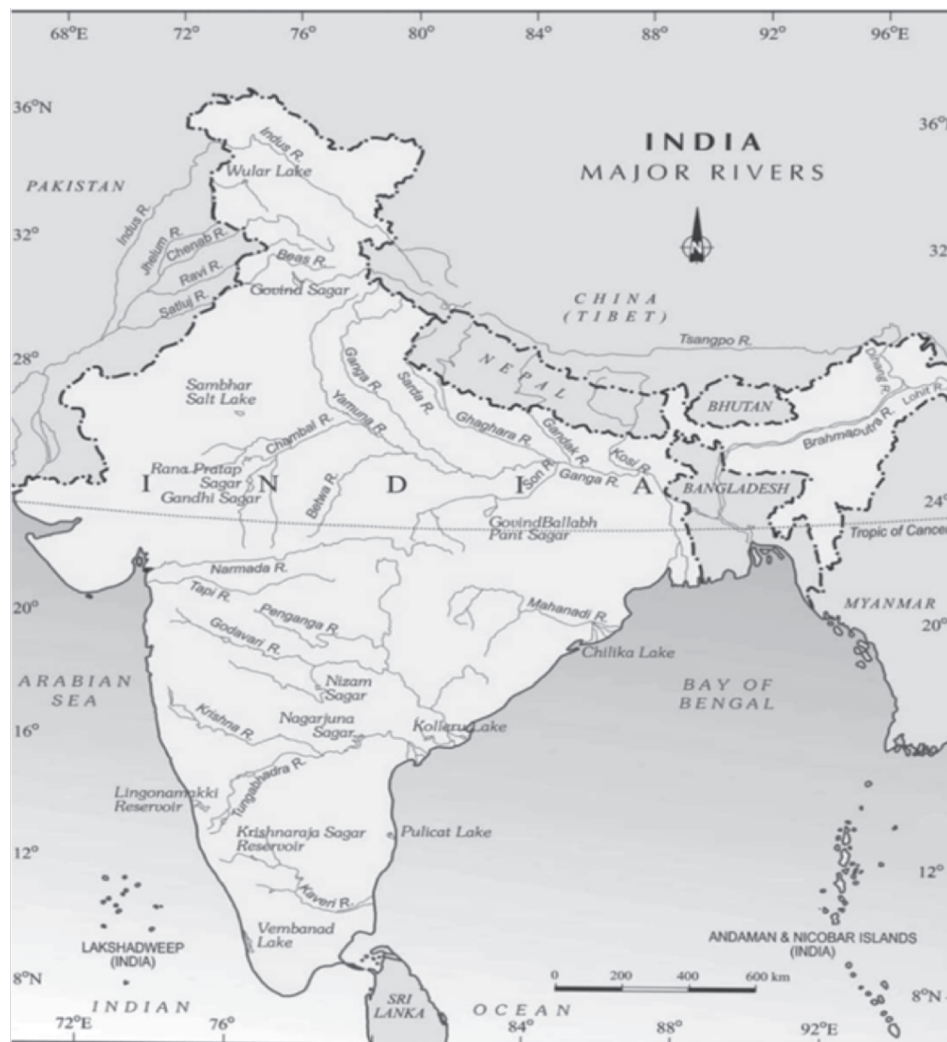 68°E 72° 76° 80° 84° 88° 92° 96°E
36°N
36°N
INDIA
MAJOR RIVERS
N
Indus R.
Wular Lake
PAKISTAN
Indus R.
Jhelum R.
Chenab R.
32°
32°
Beas R.
Ravi R.
Govind Sagar
Satluj R.
CHINA
(TIBET)
Tsangpo R.
28°
28°
NEPAL
Dihang R.
Lohit R.
Ganga R.
Sarda R.
Sambhar
Salt Lake
BHUTAN
Yamuna R.
Ghaghara R.
Gandak R.
Brahmaputra R.
Chambal R.
Kosi R.
Rana Pratap
Sagar
Gandhi Sagar
Son R.
Ganga R.
INDIA
Betwa R.
BANGLADESH
24°
GovindBallabh
Pant Sagar
Tropic of Cancer
Narmada R.
Tapi R.
20°
Penganga R.
Mahanadi R.
MYANMAR
20°
Godavari R.
Chilika Lake
ARABIAN
SEA
Nizam
Sagar
BAY OF
BENGAL
16°
16°
Krishna R.
Nagarjuna
Sagar
Kolleru Lake
Tungabhadra R.
Lingonamakki
Reservoir
Krishnaraja Sagar
Reservoir
Pulicat Lake
12°
12°
Kaveri R.
Vembanad
Lake
LAKSHADWEEP
(INDIA)
ANDAMAN & NICOBAR ISLANDS
(INDIA)
8°N
0 200 400 600 km
8°N
INDIAN OCEAN
SRI
LANKA
72°E 76° 84° 88° 92°E